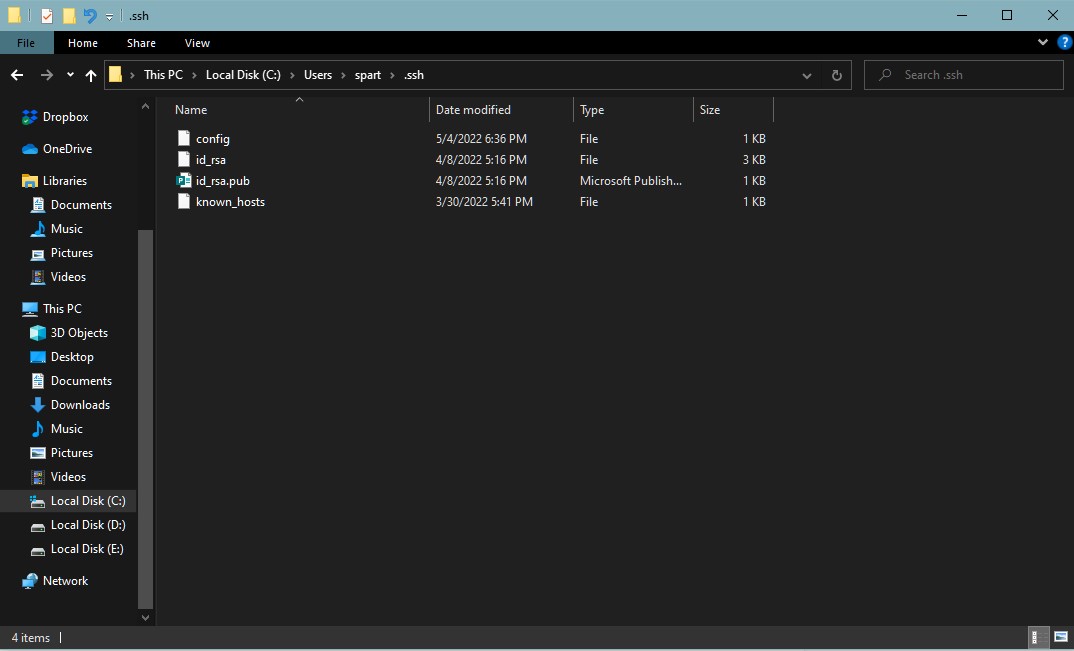 .ssh
File Home Share View
This PC Local Disk (C:) Users spart .ssh Search .ssh
Name Date modified Type Size
config 5/4/2022 6:36 PM File 1 KB
id_rsa 4/8/2022 5:16 PM File 3 KB
id_rsa.pub 4/8/2022 5:16 PM Microsoft Publish... 1 KB
known_hosts 3/30/2022 5:41 PM File 1 KB
Dropbox
OneDrive
Libraries
Documents
Music
Pictures
Videos
This PC
3D Objects
Desktop
Documents
Downloads
Music
Pictures
Videos
Local Disk (C:)
Local Disk (D:)
Local Disk (E:)
Network
4 items